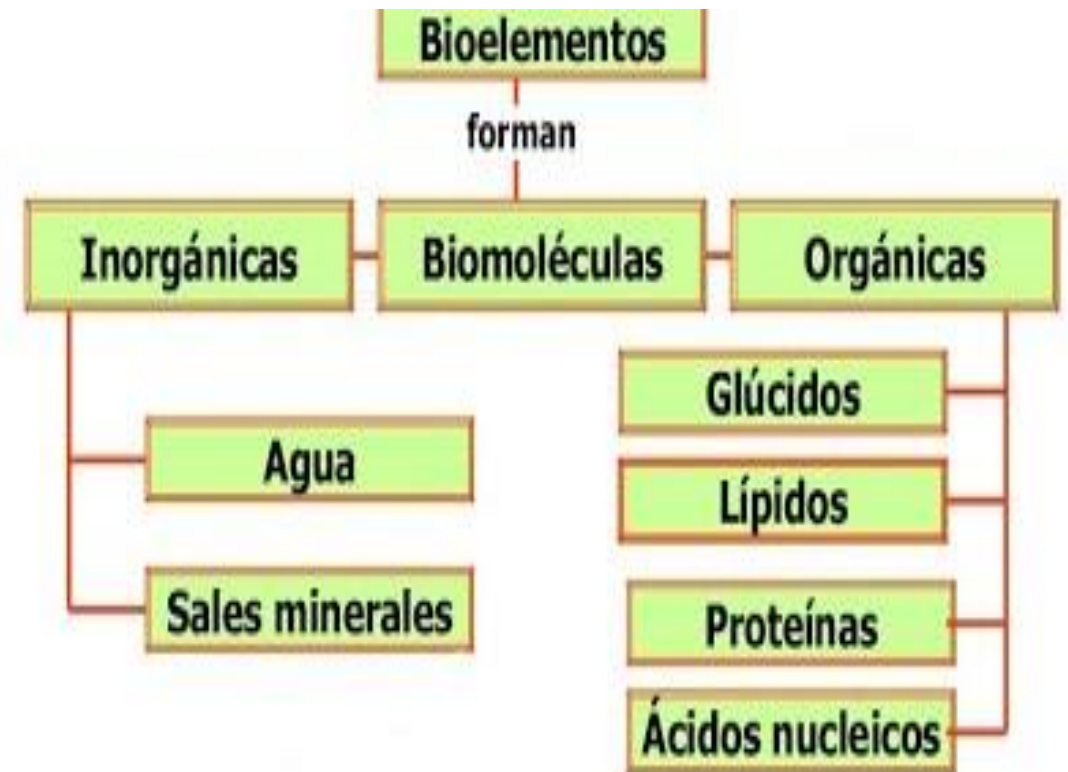 Bioelementos
forman
Inorgánicas
Biomoléculas
Orgánicas
Glúcidos
Agua
Lípidos
Sales minerales
Proteínas
Ácidos nucleicos